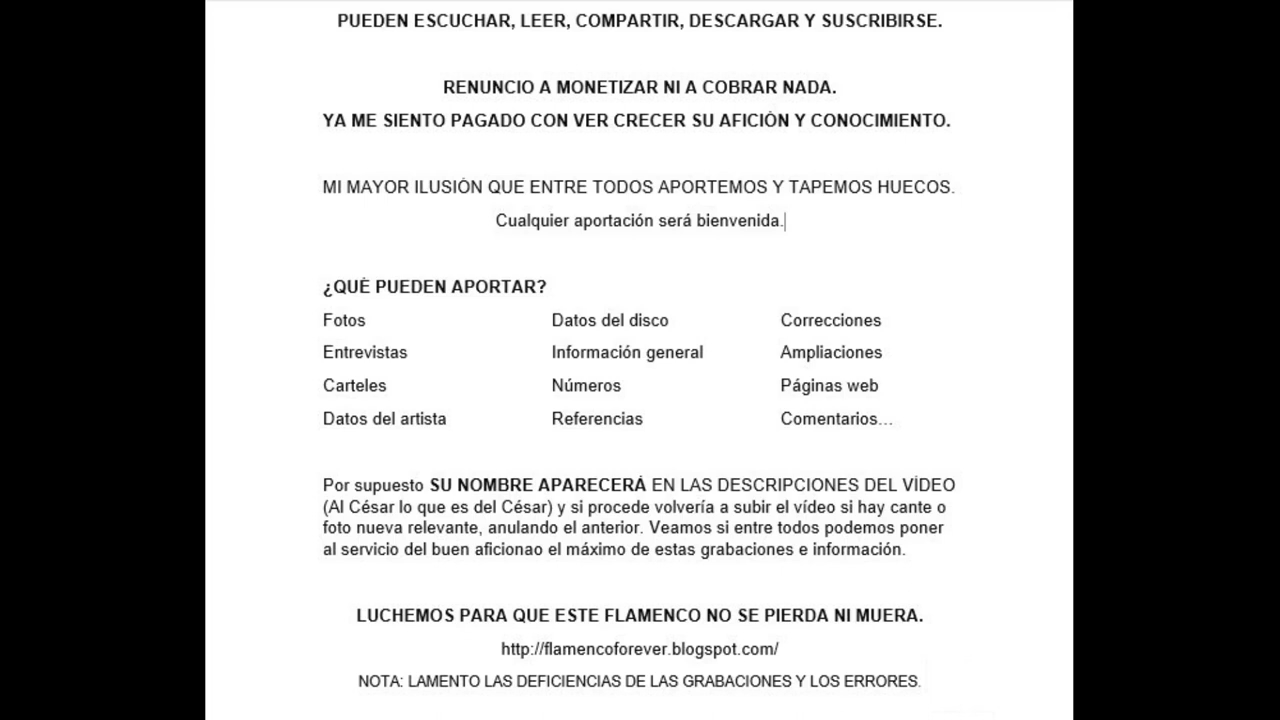 PUEDEN ESCUCHAR, LEER, COMPARTIR, DESCARGAR Y SUSCRIBIRSE.
RENUNCIO A MONETIZAR NI A COBRAR NADA.
YA ME SIENTO PAGADO CON VER CRECER SU AFICIÓN Y CONOCIMIENTO.
MI MAYOR ILUSIÓN QUE ENTRE TODOS APORTEMOS Y TAPEMOS HUECOS.
Cualquier aportación será bienvenida.
¿QUÉ PUEDEN APORTAR?
Fotos Datos del disco Correcciones
Entrevistas Información general Ampliaciones
Carteles Números Páginas web
Datos del artista Referencias Comentarios...
Por supuesto SU NOMBRE APARECERÁ EN LAS DESCRIPCIONES DEL VÍDEO
(Al César lo que es del César) y si procede volvería a subir el vídeo si hay cante o
foto nueva relevante, anulando el anterior. Veamos si entre todos podemos poner
al servicio del buen aficionao el máximo de estas grabaciones e información.
LUCHEMOS PARA QUE ESTE FLAMENCO NO SE PIERDA NI MUERA.
http://flamencoforever.blogspot.com/
NOTA: LAMENTO LAS DEFICIENCIAS DE LAS GRABACIONES Y LOS ERRORES.